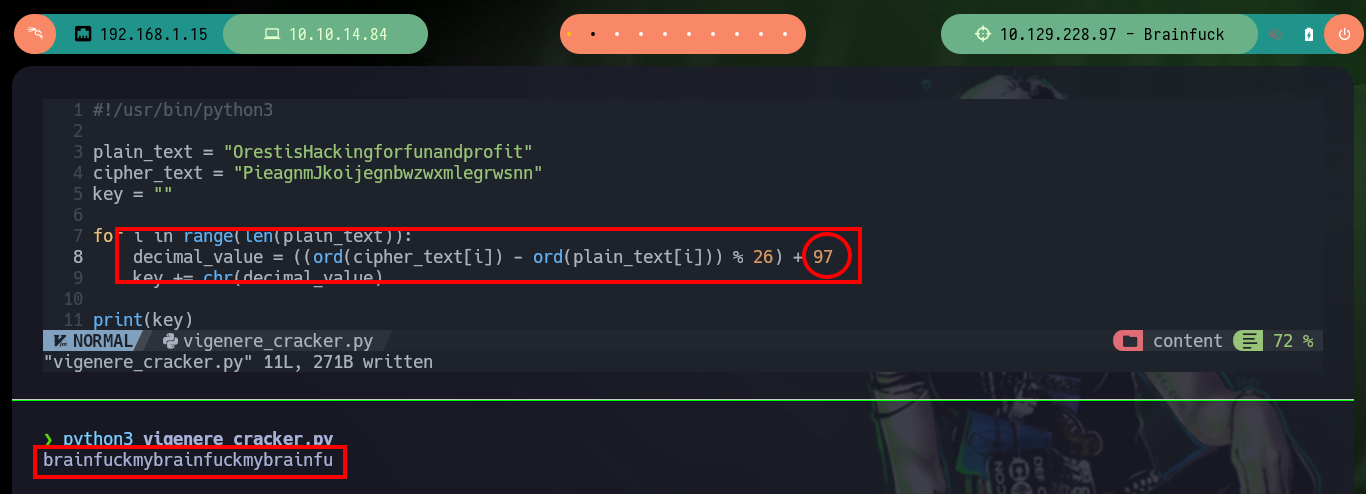 192.168.1.15 10.10.14.84 10.129.228.97 - Brainfuck
1 #!/usr/bin/python3
2
3 plain_text = "OrestisHackingforfunandprofit"
4 cipher_text = "PieagnmJkoijegnbwzwxmlegrwsnn"
5 key = ""
6
7 for i in range(len(plain_text)):
8 decimal_value = ((ord(cipher_text[i]) - ord(plain_text[i])) % 26) + 97
9 key += chr(decimal_value)
10
11 print(key)
NORMAL vigenere_cracker.py content 72 %
"vigenere_cracker.py" 11L, 271B written
❯ python3 vigenere_cracker.py
brainfuckmybrainfuckmybrainfu